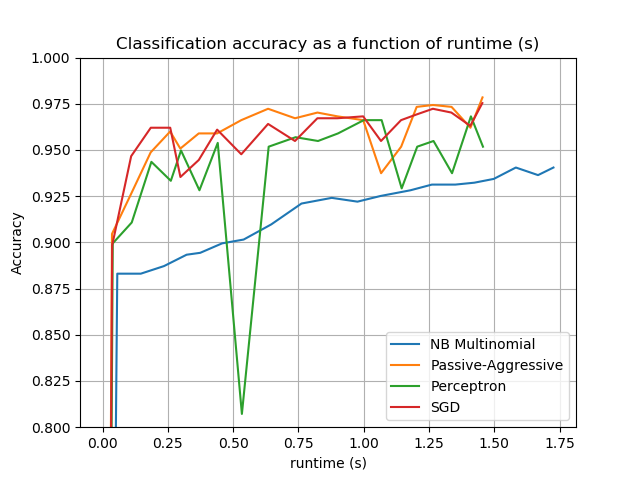 Classification accuracy as a function of runtime (s)
1.000
0.975
0.950
0.925
0.900
0.875
0.850
0.825
0.800
Accuracy
NB Multinomial
Passive-Aggressive
Perceptron
SGD
0.00 0.25 0.50 0.75 1.00 1.25 1.50 1.75
runtime (s)